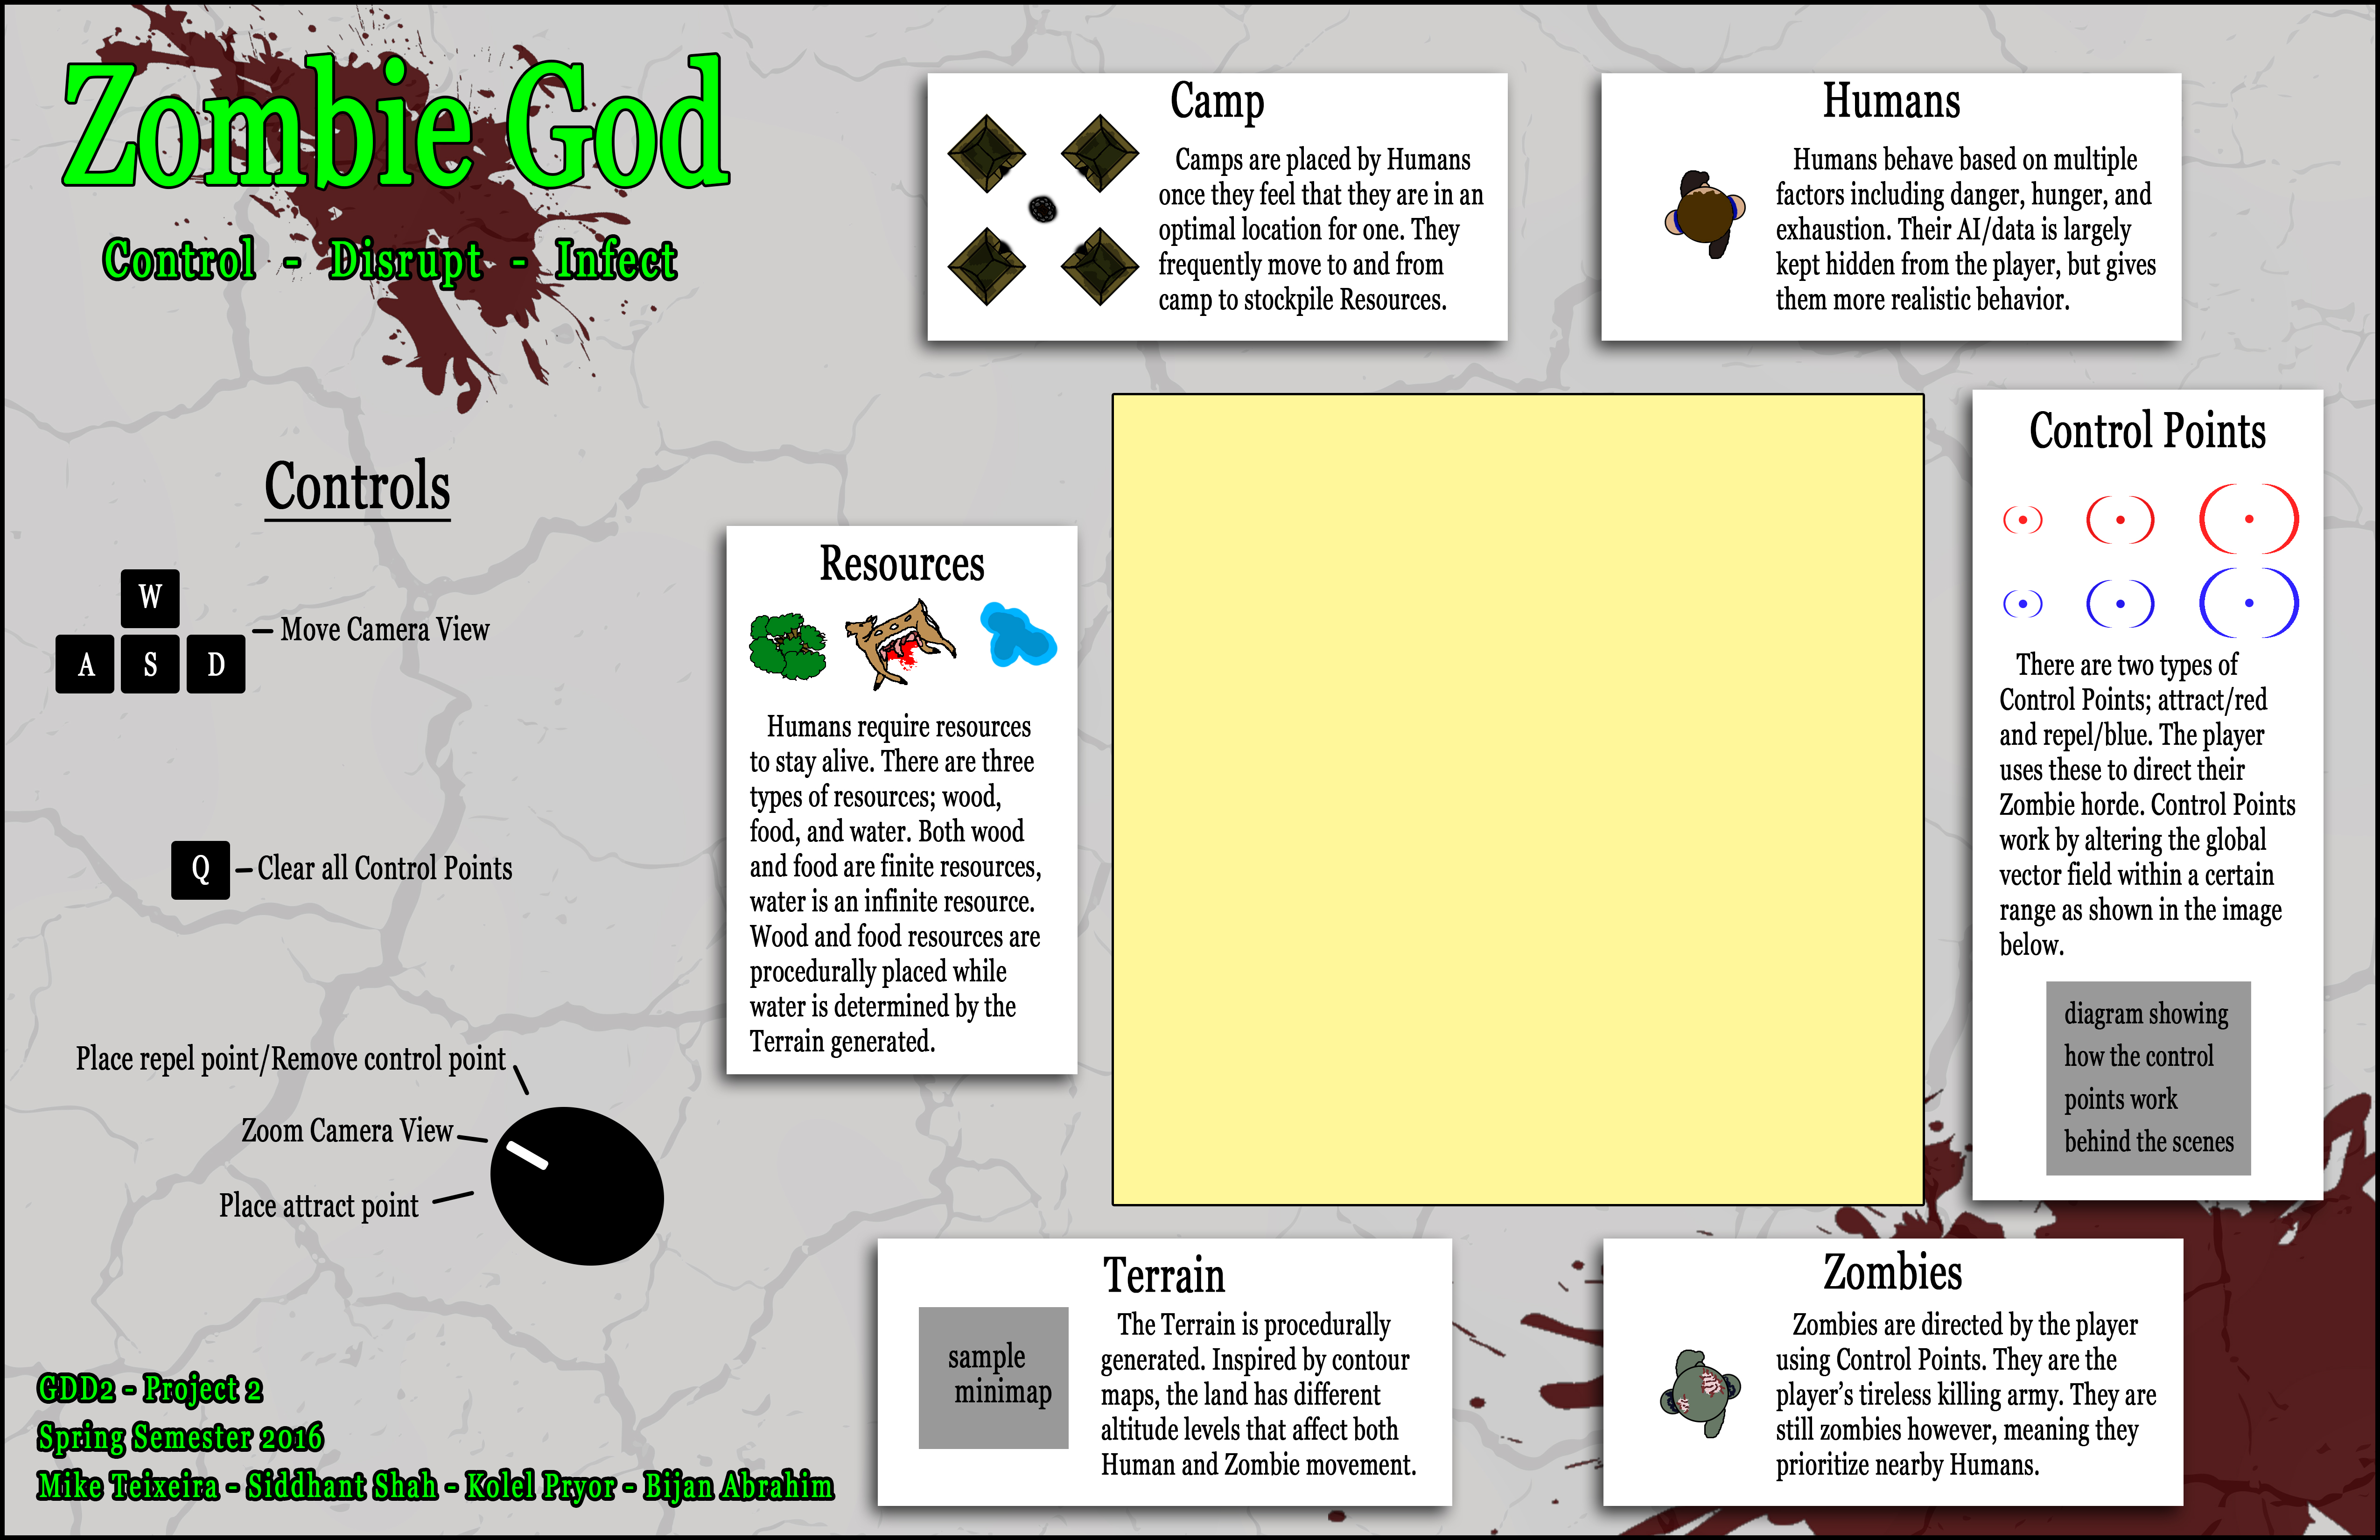 Zombie God
Control - Disrupt - Infect
Controls
W
A S D
Move Camera View
Q
Clear all Control Points
Place repel point/Remove control point
Zoom Camera View
Place attract point
GDD2 - Project 2
Spring Semester 2016
Mike Teixeira - Siddhant Shah - Kolel Pryor - Bijan Abrahim
Camp
Camps are placed by Humans
once they feel that they are in an
optimal location for one. They
frequently move to and from
camp to stockpile Resources.
Humans
Humans behave based on multiple
factors including danger, hunger, and
exhaustion. Their AI/data is largely
kept hidden from the player, but gives
them more realistic behavior.
Resources
Humans require resources
to stay alive. There are three
types of resources; wood,
food, and water. Both wood
and food are finite resources,
water is an infinite resource.
Wood and food resources are
procedurally placed while
water is determined by the
Terrain generated.
Control Points
There are two types of
Control Points; attract/red
and repel/blue. The player
uses these to direct their
Zombie horde. Control Points
work by altering the global
vector field within a certain
range as shown in the image
below.
diagram showing
how the control
points work
behind the scenes
Terrain
sample
minimap
The Terrain is procedurally
generated. Inspired by contour
maps, the land has different
altitude levels that affect both
Human and Zombie movement.
Zombies
Zombies are directed by the player
using Control Points. They are the
player’s tireless killing army. They are
still zombies however, meaning they
prioritize nearby Humans.